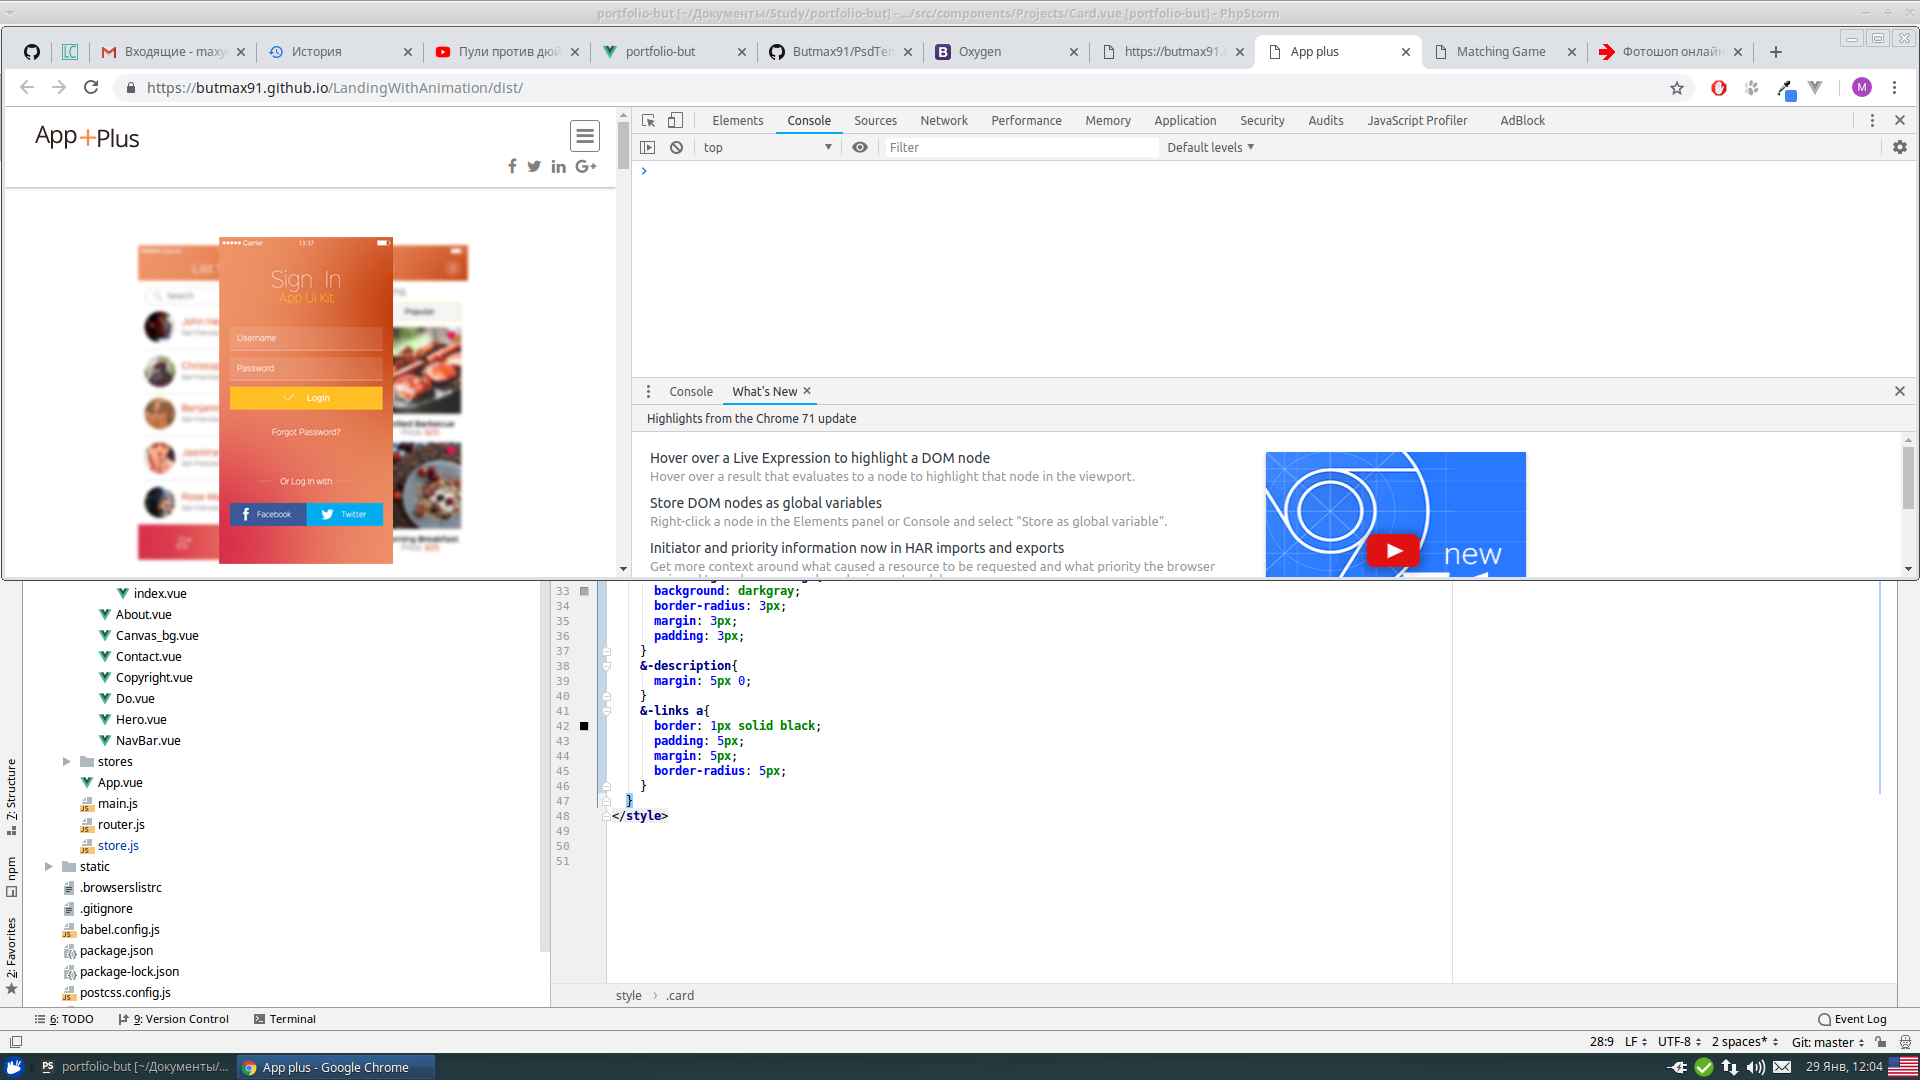 portfolio-but [~/Документы/Study/portfolio-but] - .../src/components/Projects/Card.vue [portfolio-but] - PhpStorm
Входящие - maxy
История
Пули против дюй
portfolio-but
Butmax91/PsdTem
Oxygen
https://butmax91.g
App plus
Matching Game
Фотошоп онлайн
https://butmax91.github.io/LandingWithAnimation/dist/
M
App+Plus
Carrier
13:37
Sign In
App UI Kit
Username
Password
Login
Forgot Password?
Or Log In with
Facebook
Twitter
Search
Popular
Elements
Console
Sources
Network
Performance
Memory
Application
Security
Audits
JavaScript Profiler
AdBlock
top
Filter
Default levels
Console
What's New
Highlights from the Chrome 71 update
Hover over a Live Expression to highlight a DOM node
Hover over a result that evaluates to a node to highlight that node in the viewport.
Store DOM nodes as global variables
Right-click a node in the Elements panel or Console and select "Store as global variable".
Initiator and priority information now in HAR imports and exports
Get more context around what caused a resource to be requested and what priority the browser
new
index.vue
About.vue
Canvas_bg.vue
Contact.vue
Copyright.vue
Do.vue
Hero.vue
NavBar.vue
stores
App.vue
main.js
router.js
store.js
static
.browserslistrc
.gitignore
babel.config.js
package.json
package-lock.json
postcss.config.js
7: Structure
npm
2: Favorites
33 background: darkgray;
34 border-radius: 3px;
35 margin: 3px;
36 padding: 3px;
37 }
38 &-description{
39 margin: 5px 0;
40 }
41 &-links a{
42 border: 1px solid black;
43 padding: 5px;
44 margin: 5px;
45 border-radius: 5px;
46 }
47 }
48 </style>
49
50
51
style › .card
6: TODO
9: Version Control
Terminal
Event Log
28:9
LF
UTF-8
2 spaces*
Git: master
portfolio-but [~/Документы/...
App plus - Google Chrome
29 Янв, 12:04